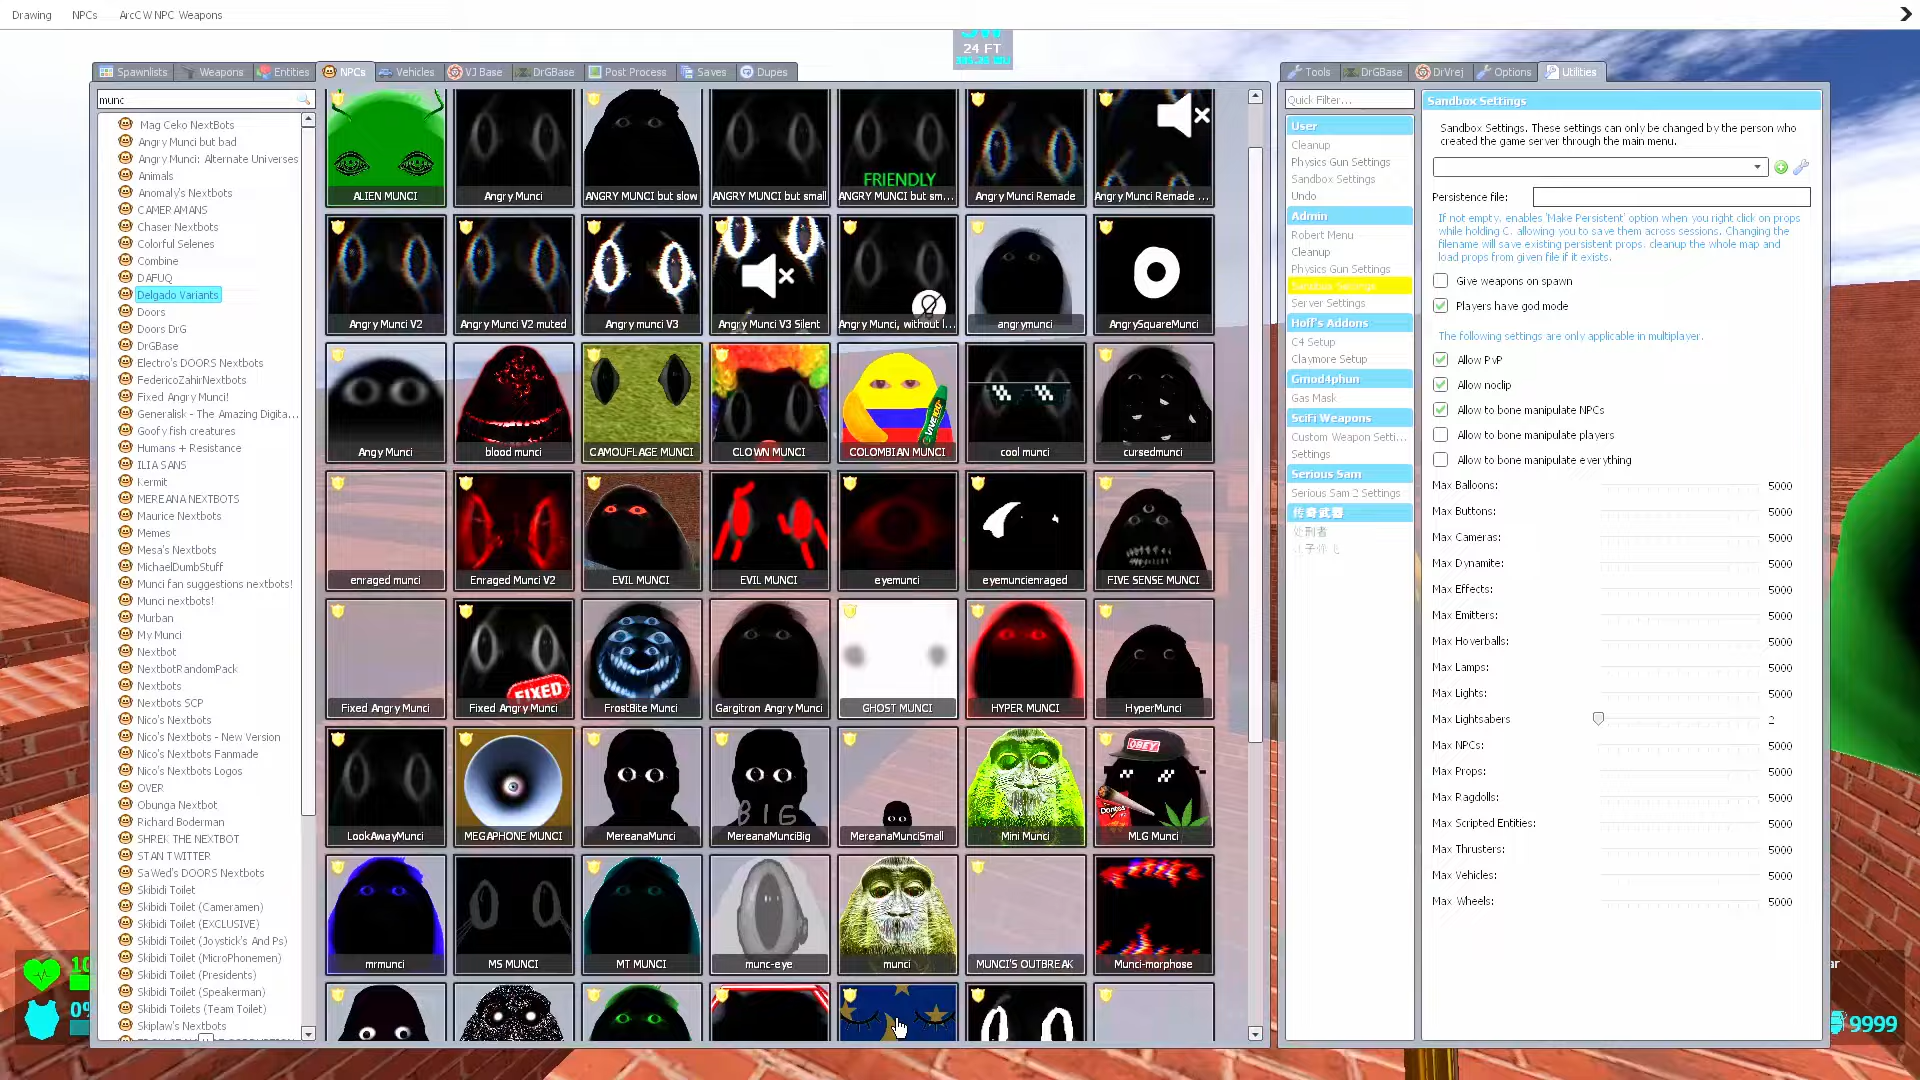 Drawing NPCs ArcCW NPC Weapons
24 FT
Spawnlists Weapons Entities NPCs Vehicles VJ Base DrGBase Post Process Saves Dupes
Tools DrGBase DrVrej Options Utilities
munc
Mag Ceko NextBots
Angry Munci but bad
Angry Munci: Alternate Universes
Animals
Anomaly's Nextbots
CAMERAMANS
Chaser Nextbots
Colorful Selenes
Combine
DAFUQ
Delgado Variants
Doors
Doors DrG
DrGBase
Electro's DOORS Nextbots
FedericoZahirNextbots
Fixed Angry Munci!
Generalisk - The Amazing Digita...
Goofy fish creatures
Humans + Resistance
ILIA SANS
Kermit
MEREANA NEXTBOTS
Maurice Nextbots
Memes
Mesa's Nextbots
MichaelDumbStuff
Munci fan suggestions nextbots!
Munci nextbots!
Murban
My Munci
Nextbot
NextbotRandomPack
Nextbots
Nextbots SCP
Nico's Nextbots
Nico's Nextbots - New Version
Nico's Nextbots Fanmade
Nico's Nextbots Logos
OVER
Obunga Nextbot
Richard Boderman
SHREK THE NEXTBOT
STAN TWITTER
SaWed's DOORS Nextbots
Skibidi Toilet
Skibidi Toilet (Cameramen)
Skibidi Toilet (EXCLUSIVE)
Skibidi Toilet (Joystick's And Ps)
Skibidi Toilet (MicroPhonemen)
Skibidi Toilet (Presidents)
Skibidi Toilet (Speakerman)
Skibidi Toilets (Team Toilet)
Skiplaw's Nextbots
FRIENDLY
ALIEN MUNCI Angry Munci ANGRY MUNCI but slow ANGRY MUNCI but small ANGRY MUNCI but sm... Angry Munci Remade Angry Munci Remade ...
Angry Munci V2 Angry Munci V2 muted Angry munci V3 Angry Munci V3 Silent Angry Munci, without l... angrymunci AngrySquareMunci
VIVE100
Angy Munci blood munci CAMOUFLAGE MUNCI CLOWN MUNCI COLOMBIAN MUNCI cool munci cursedmunci
enraged munci Enraged Munci V2 EVIL MUNCI EVIL MUNCI eyemunci eyemuncienraged FIVE SENSE MUNCI
FIXED
Fixed Angry Munci Fixed Angry Munci FrostBite Munci Gargitron Angry Munci GHOST MUNCI HYPER MUNCI HyperMunci
OBEY
Doritos
BIG
LookAwayMunci MEGAPHONE MUNCI MereanaMunci MereanaMunciBig MereanaMunciSmall Mini Munci MLG Munci
mrmunci MS MUNCI MT MUNCI munc-eye munci MUNCI'S OUTBREAK Munci-morphose
Quick Filter...
User
Cleanup
Physics Gun Settings
Sandbox Settings
Undo
Admin
Robert Menu
Cleanup
Physics Gun Settings
Sandbox Settings
Server Settings
Hoff's Addons
C4 Setup
Claymore Setup
Gmod4phun
Gas Mask
SciFi Weapons
Custom Weapon Setti...
Settings
Serious Sam
Serious Sam 2 Settings
传奇武器
处刑者
Sandbox Settings
Sandbox Settings. These settings can only be changed by the person who
created the game server through the main menu.
Persistence file:
If not empty, enables 'Make Persistent' option when you right click on props
while holding C, allowing you to save them across sessions. Changing the
filename will save existing persistent props, cleanup the whole map and
load props from given file if it exists.
Give weapons on spawn
Players have god mode
The following settings are only applicable in multiplayer.
Allow PvP
Allow noclip
Allow to bone manipulate NPCs
Allow to bone manipulate players
Allow to bone manipulate everything
Max Balloons: 5000
Max Buttons: 5000
Max Cameras: 5000
Max Dynamite: 5000
Max Effects: 5000
Max Emitters: 5000
Max Hoverballs: 5000
Max Lamps: 5000
Max Lights: 5000
Max Lightsabers 2
Max NPCs: 5000
Max Props: 5000
Max Ragdolls: 5000
Max Scripted Entities: 5000
Max Thrusters: 5000
Max Vehicles: 5000
Max Wheels: 5000
10
0%
ar
9999